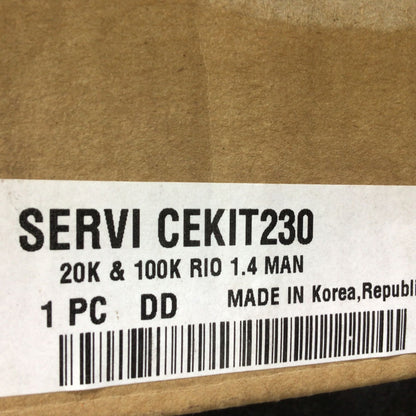 SERVI CEKIT230
20K & 100K RIO 1.4 MAN
1 PC DD MADE IN Korea,Republi